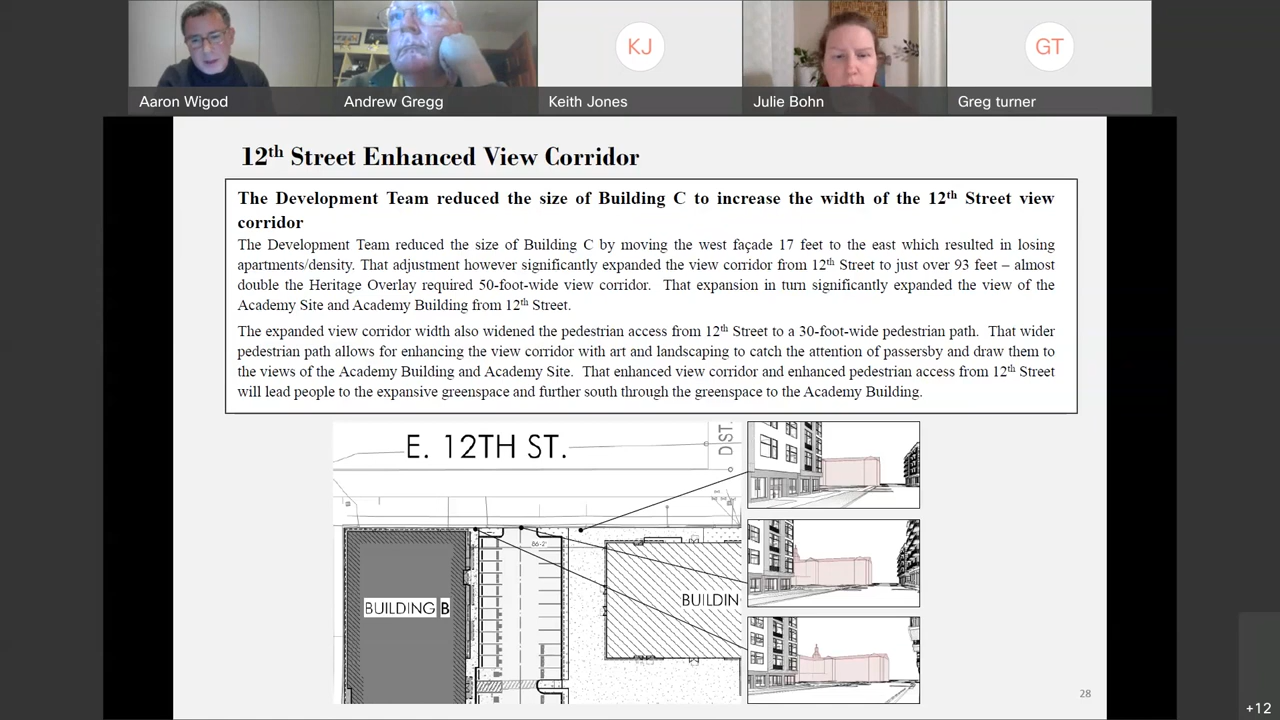 KJ
GT
Aaron Wigod
Andrew Gregg
Keith Jones
Julie Bohn
Greg turner
12th Street Enhanced View Corridor
The Development Team reduced the size of Building C to increase the width of the 12th Street view
corridor
The Development Team reduced the size of Building C by moving the west façade 17 feet to the east which resulted in losing
apartments/density. That adjustment however significantly expanded the view corridor from 12th Street to just over 93 feet – almost
double the Heritage Overlay required 50-foot-wide view corridor. That expansion in turn significantly expanded the view of the
Academy Site and Academy Building from 12th Street.
The expanded view corridor width also widened the pedestrian access from 12th Street to a 30-foot-wide pedestrian path. That wider
pedestrian path allows for enhancing the view corridor with art and landscaping to catch the attention of passersby and draw them to
the views of the Academy Building and Academy Site. That enhanced view corridor and enhanced pedestrian access from 12th Street
will lead people to the expansive greenspace and further south through the greenspace to the Academy Building.
E. 12TH ST.
DST.
86'-2"
BUILDING B
BUILDIN
28
+12